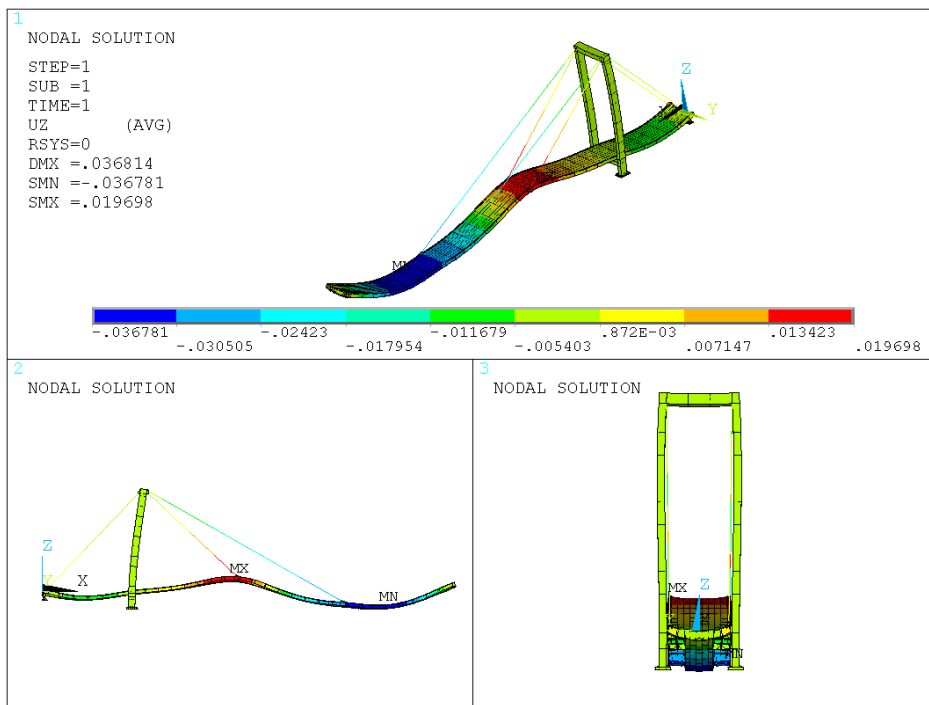 1
NODAL SOLUTION
STEP=1
SUB =1
TIME=1
UZ (AVG)
RSYS=0
DMX =.036814
SMN =-.036781
SMX =.019698
Z
Y
-.036781 -.02423 -.011679 .872E-03 .013423
-.030505 -.017954 -.005403 .007147 .019698
2
NODAL SOLUTION
Z
Y
X
MX
MN
3
NODAL SOLUTION
MX
Z
MN